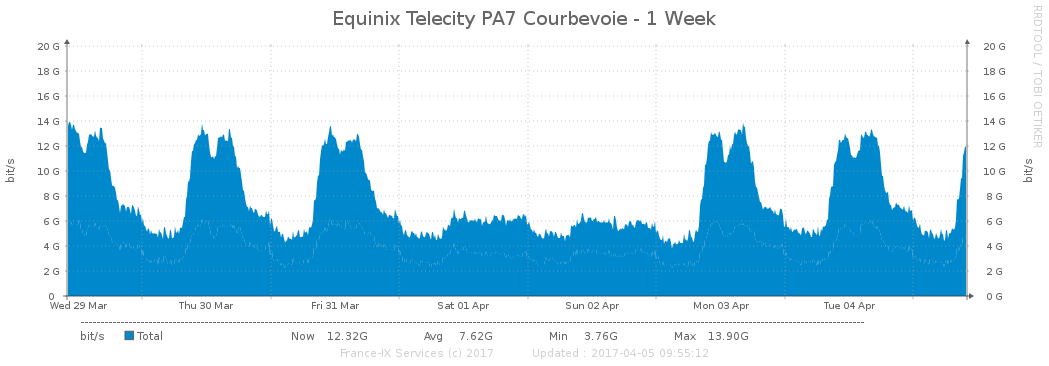 Equinix Telecity PA7 Courbevoie - 1 Week
RRDTOOL / TOBI OETIKER
bit/s
20 G 20 G
18 G 18 G
16 G 16 G
14 G 14 G
12 G 12 G
10 G 10 G
8 G 8 G
6 G 6 G
4 G 4 G
2 G 2 G
0 0 G
bit/s
Wed 29 Mar Thu 30 Mar Fri 31 Mar Sat 01 Apr Sun 02 Apr Mon 03 Apr Tue 04 Apr
bit/s Total Now 12.32G Avg 7.62G Min 3.76G Max 13.90G
France-IX Services (c) 2017 Updated : 2017-04-05 09:55:12